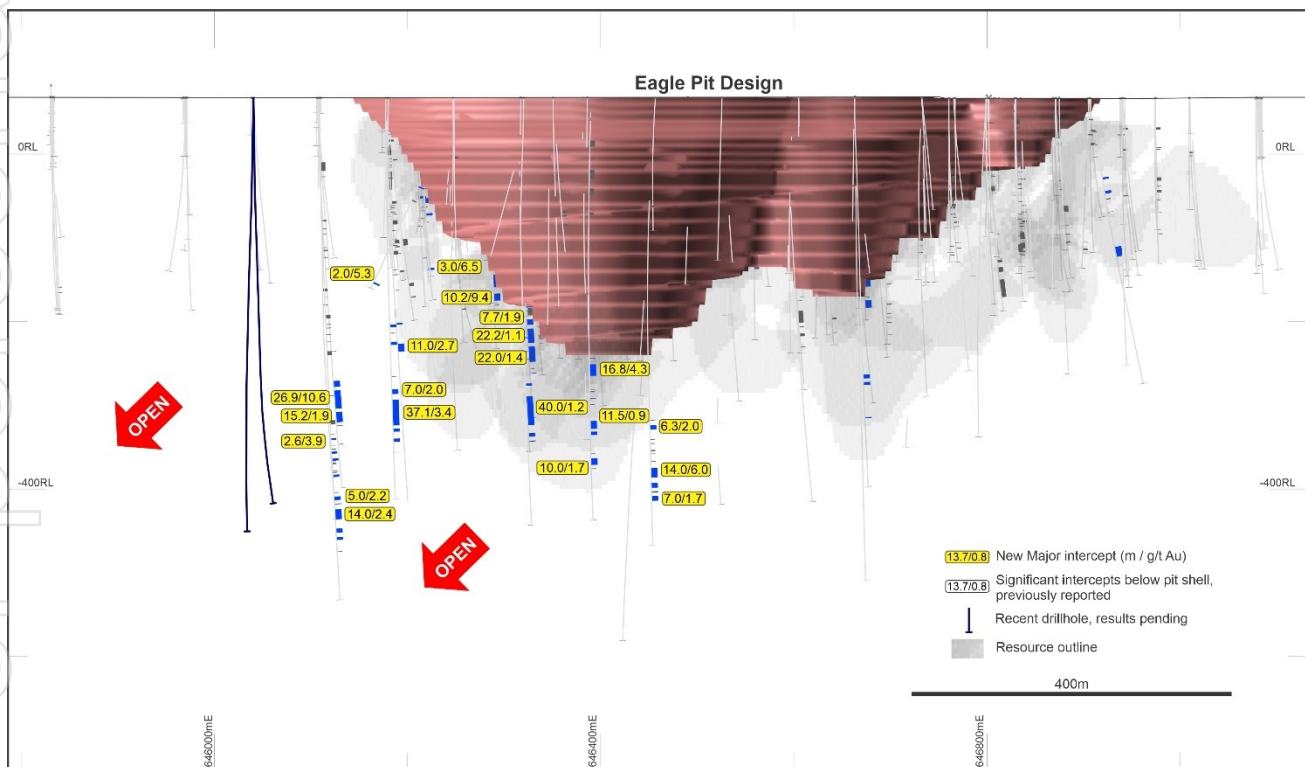 Eagle Pit Design
0RL
0RL
2.0/5.3
3.0/6.5
10.2/9.4
7.7/1.9
22.2/1.1
11.0/2.7
22.0/1.4
16.8/4.3
26.9/10.6
7.0/2.0
37.1/3.4
40.0/1.2
11.5/0.9
15.2/1.9
6.3/2.0
2.6/3.9
10.0/1.7
14.0/6.0
5.0/2.2
7.0/1.7
14.0/2.4
OPEN
OPEN
-400RL
-400RL
13.7/0.8 New Major intercept (m / g/t Au)
13.7/0.8 Significant intercepts below pit shell,
previously reported
Recent drillhole, results pending
Resource outline
400m
646000mE
646400mE
646800mE